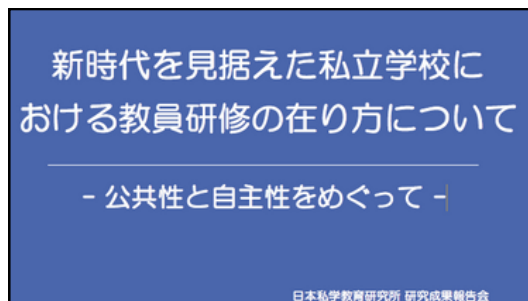 新時代を見据えた私立学校に
おける教員研修の在り方について
- 公共性と自主性をめぐって -
日本私学教育研究所 研究成果報告会